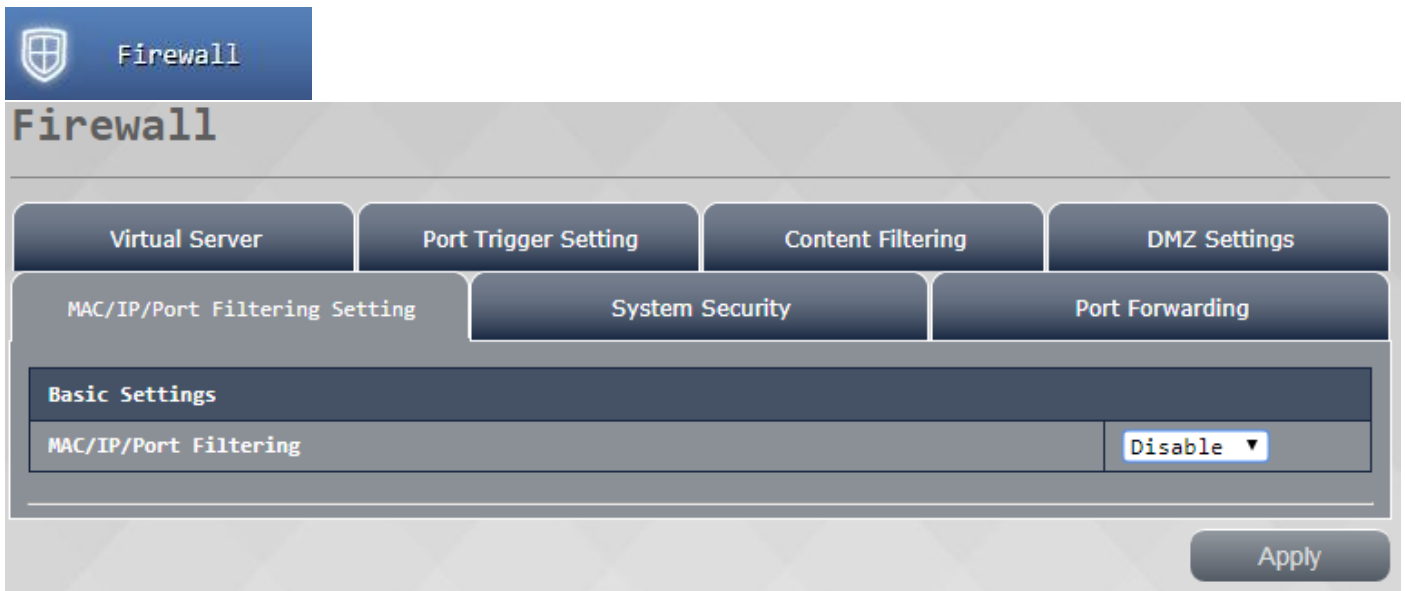 Firewall
Firewall
Virtual Server Port Trigger Setting Content Filtering DMZ Settings
MAC/IP/Port Filtering Setting System Security Port Forwarding
Basic Settings
MAC/IP/Port Filtering Disable
Apply